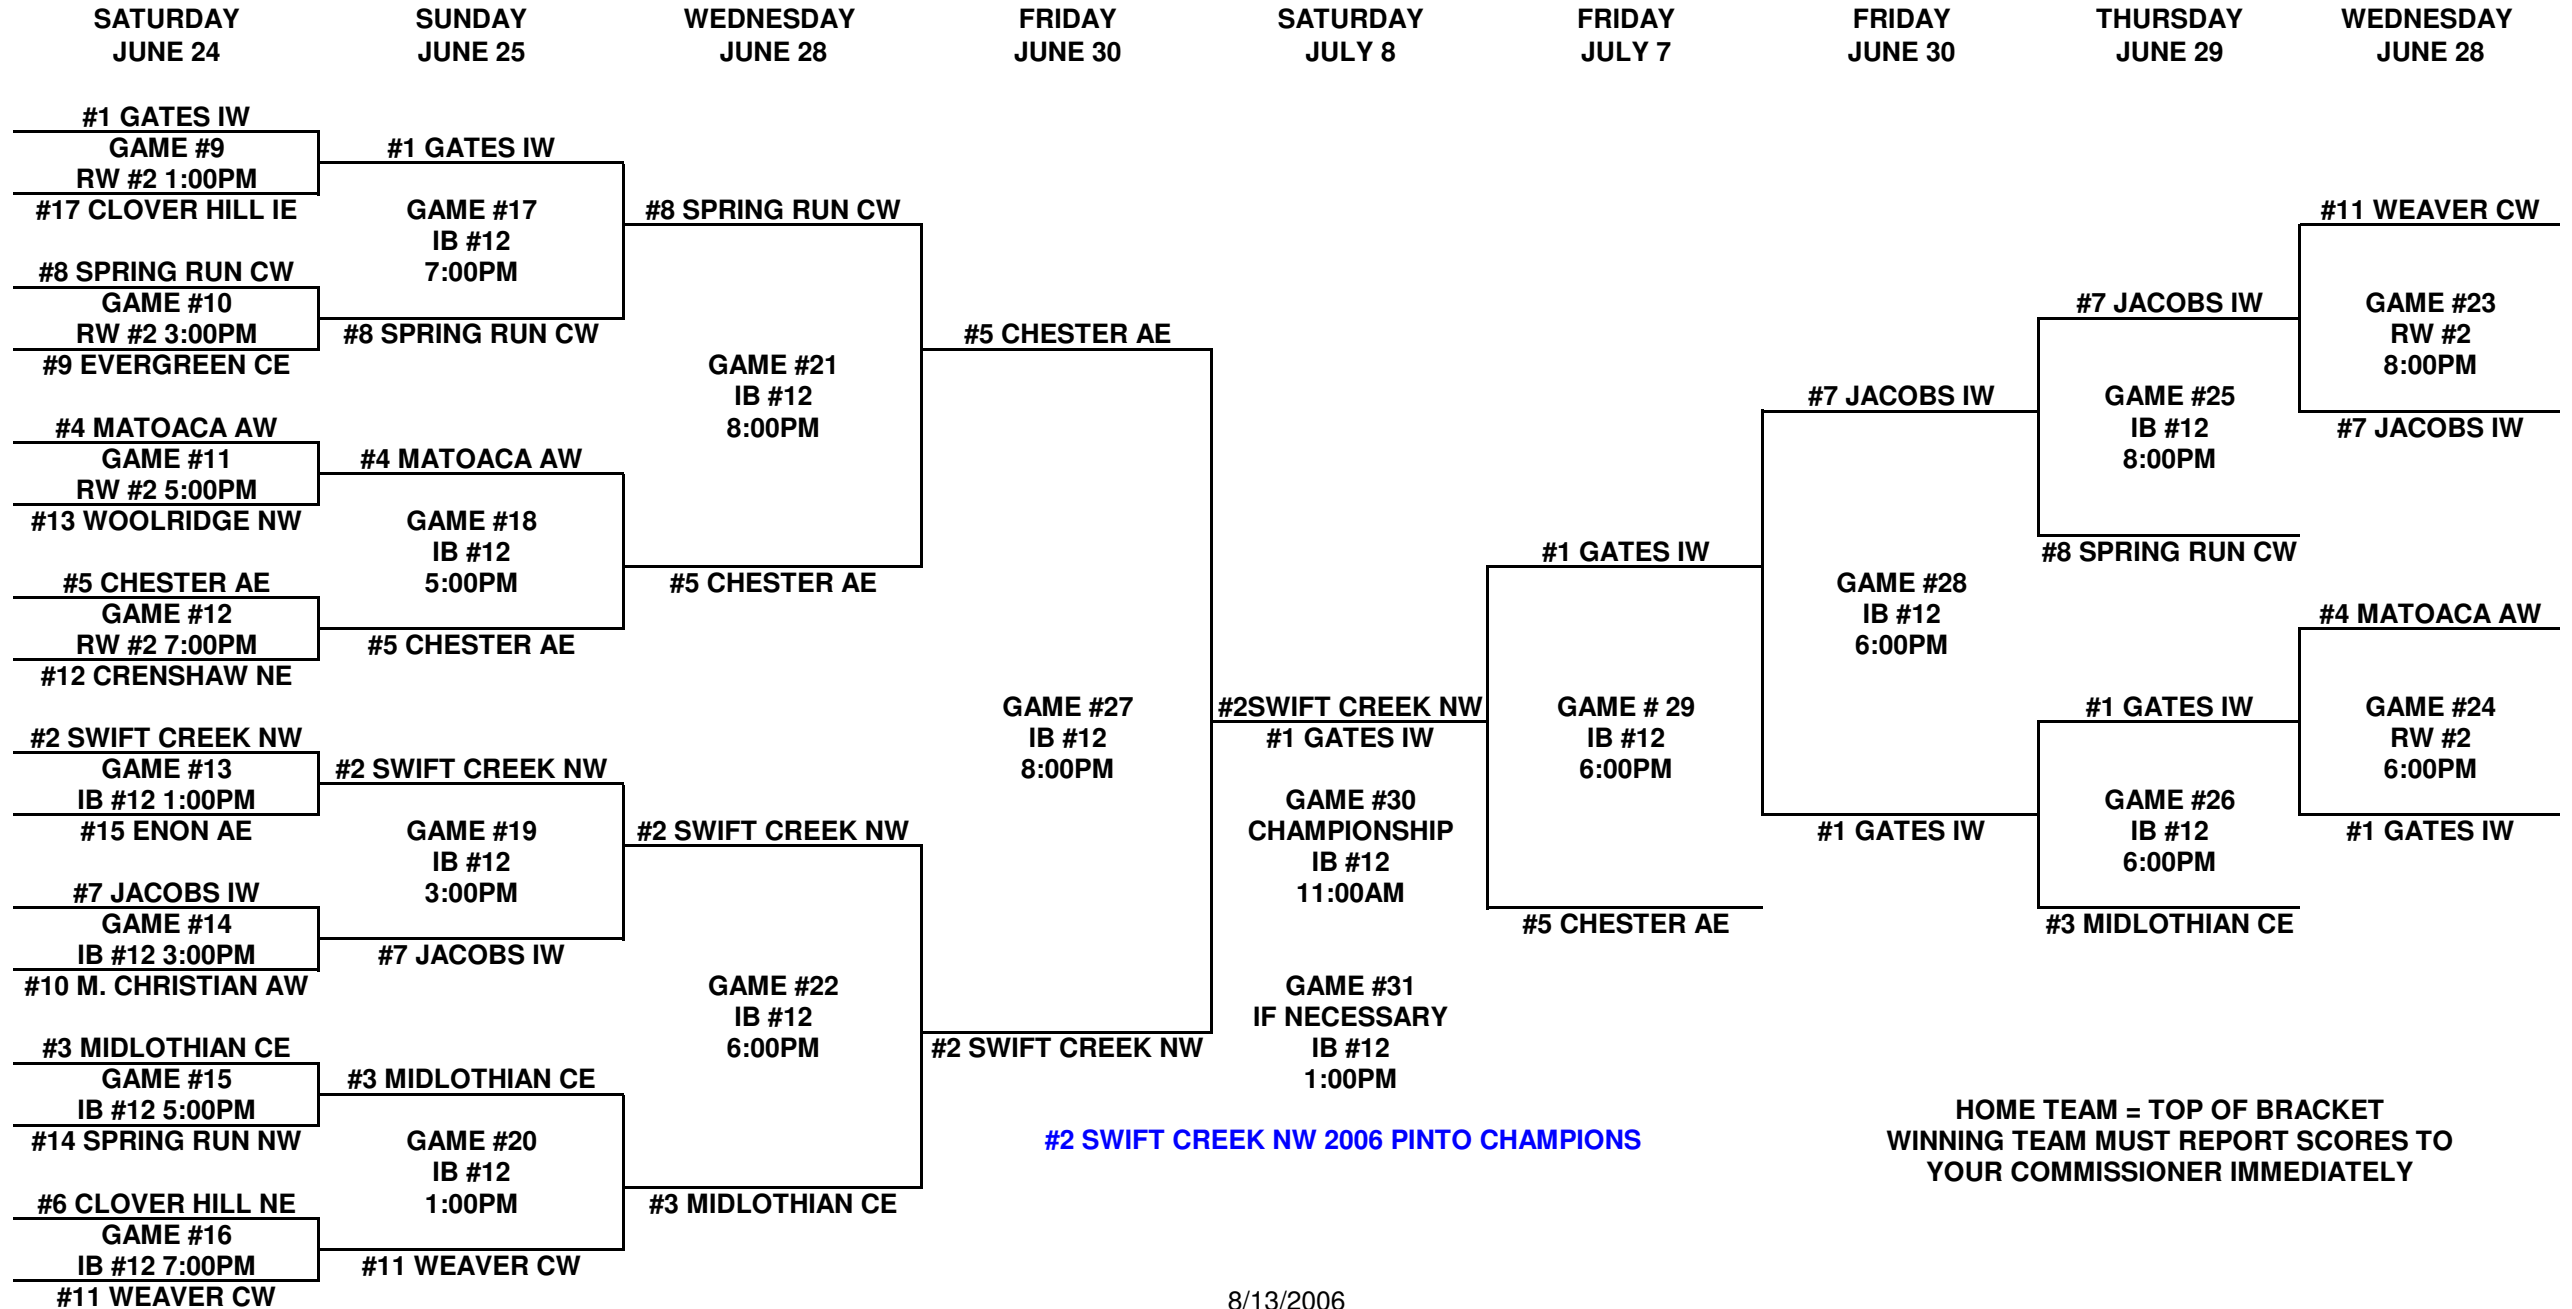 SATURDAY
JUNE 24
SUNDAY
JUNE 25
WEDNESDAY
JUNE 28
FRIDAY
JUNE 30
SATURDAY
JULY 8
FRIDAY
JULY 7
FRIDAY
JUNE 30
THURSDAY
JUNE 29
WEDNESDAY
JUNE 28
#1 GATES IW
GAME #9
RW #2 1:00PM
#17 CLOVER HILL IE
#8 SPRING RUN CW
GAME #10
RW #2 3:00PM
#9 EVERGREEN CE
#4 MATOACA AW
GAME #11
RW #2 5:00PM
#13 WOOLRIDGE NW
#5 CHESTER AE
GAME #12
RW #2 7:00PM
#12 CRENSHAW NE
#2 SWIFT CREEK NW
GAME #13
IB #12 1:00PM
#15 ENON AE
#7 JACOBS IW
GAME #14
IB #12 3:00PM
#10 M. CHRISTIAN AW
#3 MIDLOTHIAN CE
GAME #15
IB #12 5:00PM
#14 SPRING RUN NW
#6 CLOVER HILL NE
GAME #16
IB #12 7:00PM
#11 WEAVER CW
#1 GATES IW
GAME #17
IB #12
7:00PM
#8 SPRING RUN CW
#4 MATOACA AW
GAME #18
IB #12
5:00PM
#5 CHESTER AE
#2 SWIFT CREEK NW
GAME #19
IB #12
3:00PM
#7 JACOBS IW
#3 MIDLOTHIAN CE
GAME #20
IB #12
1:00PM
#11 WEAVER CW
#8 SPRING RUN CW
GAME #21
IB #12
8:00PM
#5 CHESTER AE
#2 SWIFT CREEK NW
GAME #22
IB #12
6:00PM
#3 MIDLOTHIAN CE
#5 CHESTER AE
GAME #27
IB #12
8:00PM
#2 SWIFT CREEK NW
#2SWIFT CREEK NW
#1 GATES IW
GAME #30
CHAMPIONSHIP
IB #12
11:00AM
GAME #31
IF NECESSARY
IB #12
1:00PM
#2 SWIFT CREEK NW 2006 PINTO CHAMPIONS
#1 GATES IW
GAME # 29
IB #12
6:00PM
#5 CHESTER AE
#7 JACOBS IW
GAME #28
IB #12
6:00PM
#1 GATES IW
#7 JACOBS IW
GAME #25
IB #12
8:00PM
#8 SPRING RUN CW
#1 GATES IW
GAME #26
IB #12
6:00PM
#3 MIDLOTHIAN CE
#11 WEAVER CW
GAME #23
RW #2
8:00PM
#7 JACOBS IW
#4 MATOACA AW
GAME #24
RW #2
6:00PM
#1 GATES IW
HOME TEAM = TOP OF BRACKET
WINNING TEAM MUST REPORT SCORES TO
YOUR COMMISSIONER IMMEDIATELY
8/13/2006